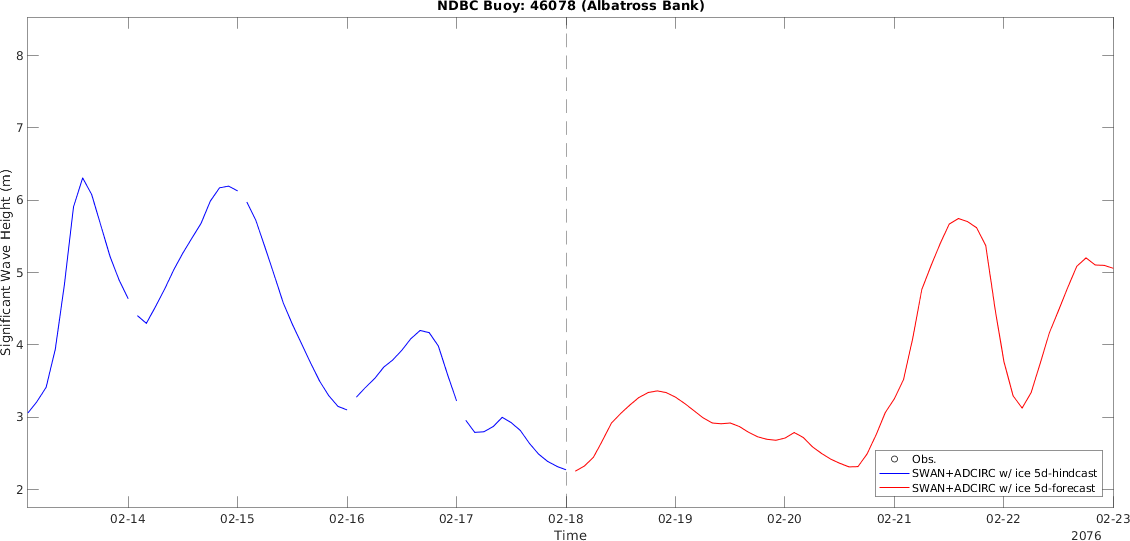 NDBC Buoy: 46078 (Albatross Bank)
Significant Wave Height (m)
8
7
6
5
4
3
2
Obs.
SWAN+ADCIRC w/ ice 5d-hindcast
SWAN+ADCIRC w/ ice 5d-forecast
02-14 02-15 02-16 02-17 02-18 02-19 02-20 02-21 02-22 02-23
Time
2076